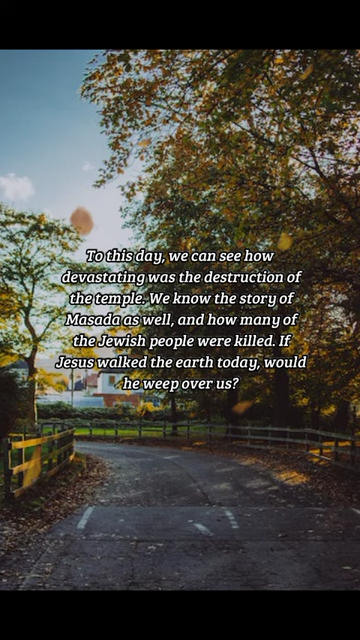 To this day, we can see how
devastating was the destruction of
the temple. We know the story of
Masada as well, and how many of
the Jewish people were killed. If
Jesus walked the earth today, would
he weep over us?